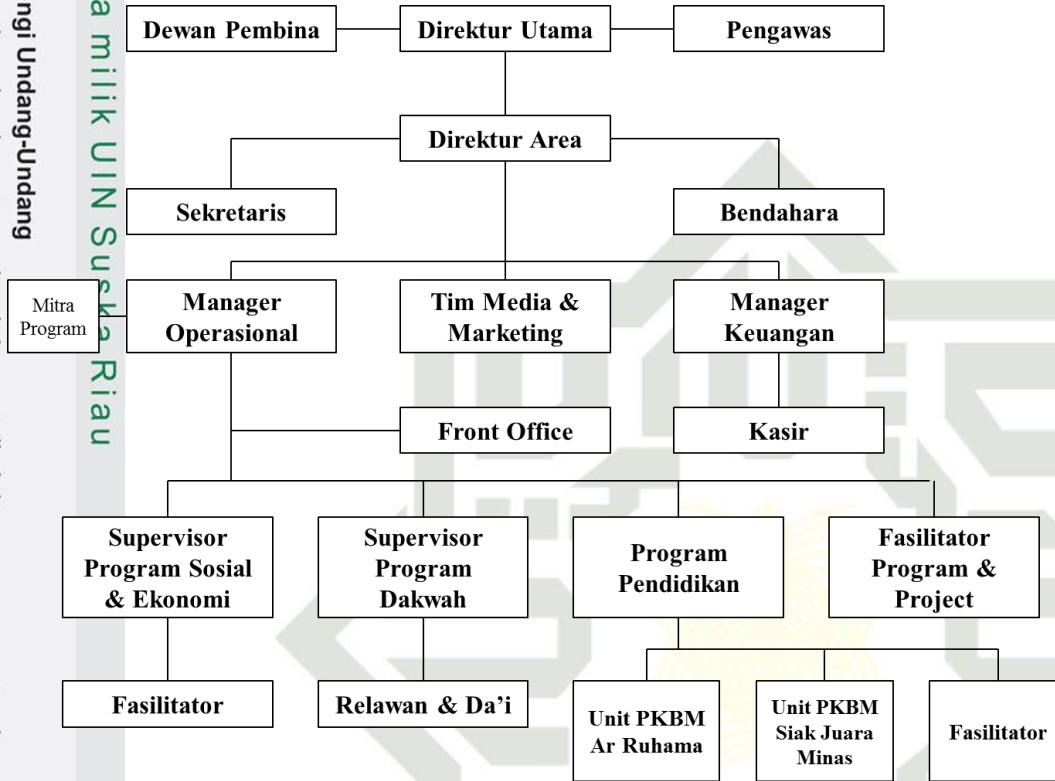 Dewan Pembina
Direktur Utama
Pengawas
Direktur Area
Sekretaris
Bendahara
Mitra
Program
Manager
Operasional
Tim Media &
Marketing
Manager
Keuangan
Front Office
Kasir
Supervisor
Program Sosial
& Ekonomi
Supervisor
Program
Dakwah
Program
Pendidikan
Fasilitator
Program &
Project
Fasilitator
Relawan & Da’i
Unit PKBM
Ar Ruhama
Unit PKBM
Siak Juara
Minas
Fasilitator
a milik UIN Suska Riau
ngi Undang-Undang